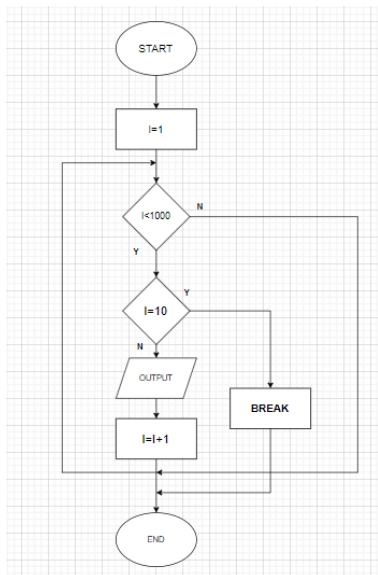 START
I=1
I<1000
N
Y
I=10
Y
N
OUTPUT
BREAK
I=I+1
END